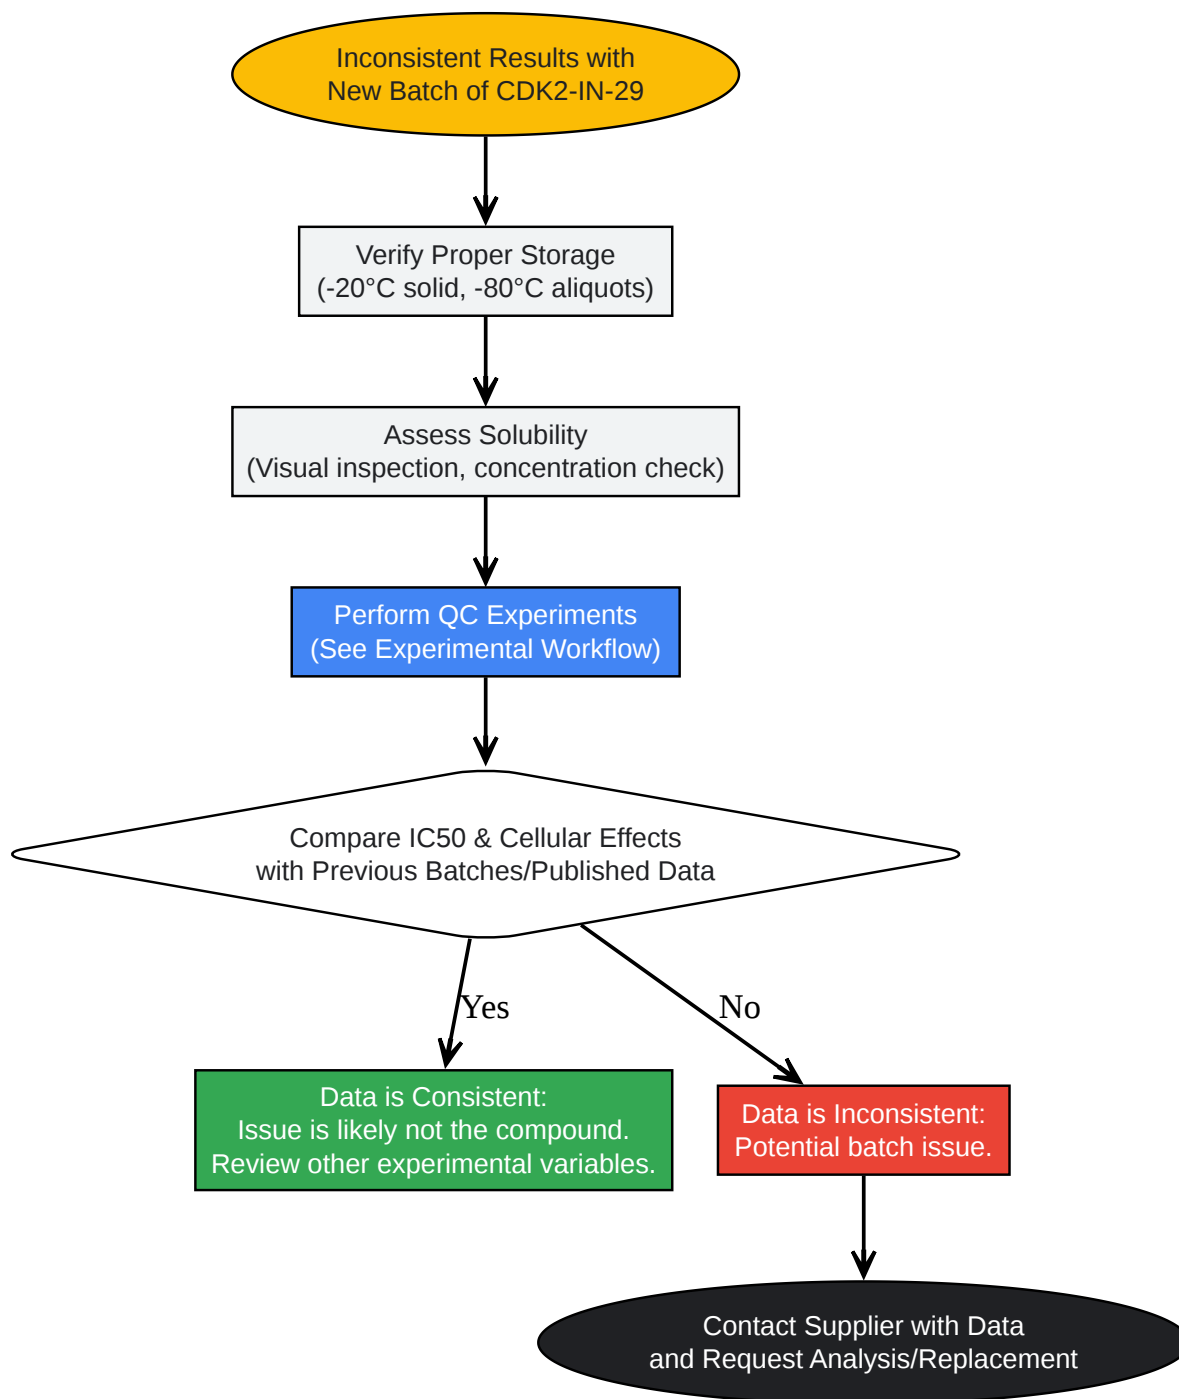 Inconsistent Results with
New Batch of CDK2-IN-29
Verify Proper Storage
(-20°C solid, -80°C aliquots)
Assess Solubility
(Visual inspection, concentration check)
Perform QC Experiments
(See Experimental Workflow)
Compare IC50 & Cellular Effects
with Previous Batches/Published Data
Yes
No
Data is Consistent:
Issue is likely not the compound.
Review other experimental variables.
Data is Inconsistent:
Potential batch issue.
Contact Supplier with Data
and Request Analysis/Replacement